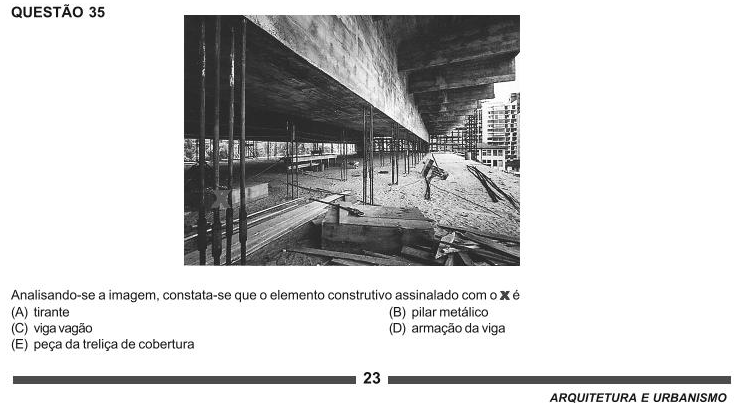 QUESTÃO 35
X
Analisando-se a imagem, constata-se que o elemento construtivo assinalado com o X é
(A) tirante
(B) pilar metálico
(C) viga vagão
(D) armação da viga
(E) peça da treliça de cobertura
23
ARQUITETURA E URBANISMO